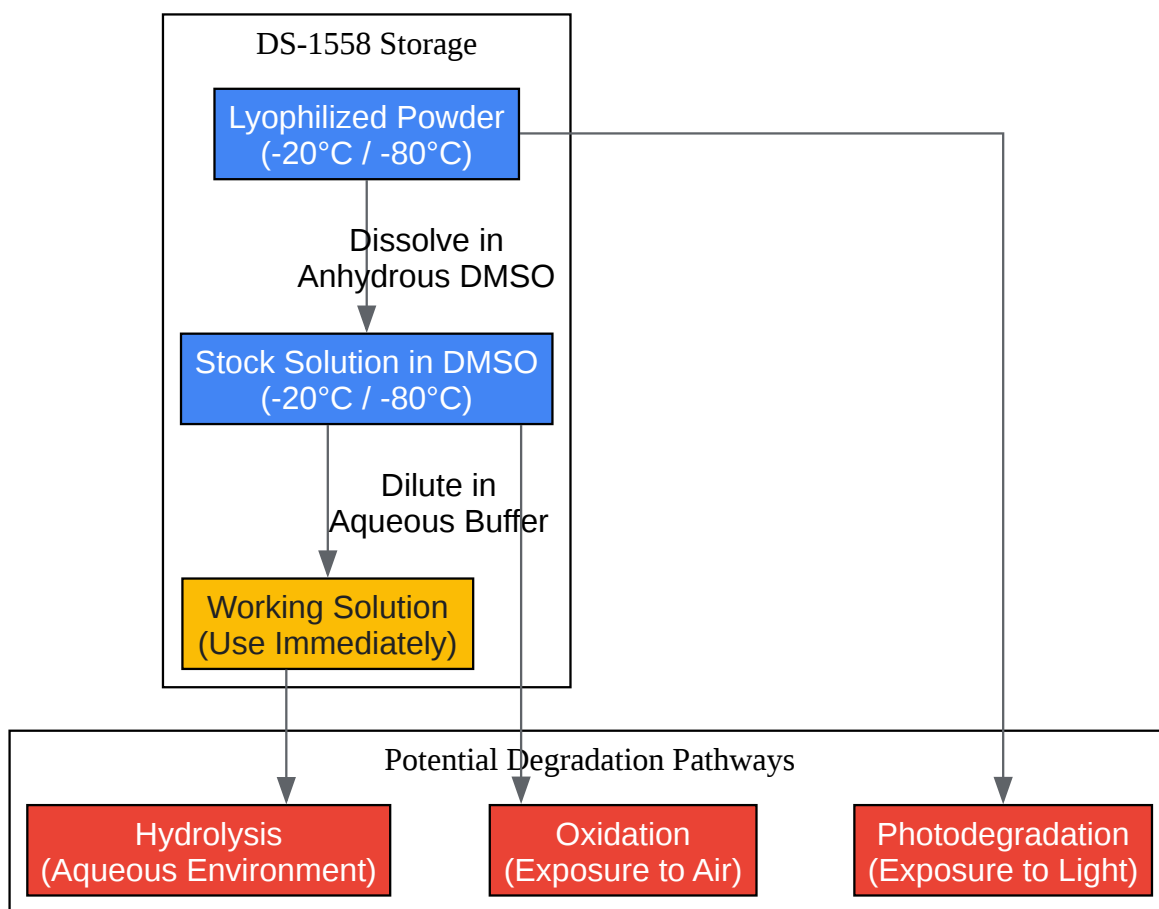 DS-1558 Storage
Lyophilized Powder
(-20°C / -80°C)
Dissolve in
Anhydrous DMSO
Stock Solution in DMSO
(-20°C / -80°C)
Dilute in
Aqueous Buffer
Working Solution
(Use Immediately)
Potential Degradation Pathways
Hydrolysis
(Aqueous Environment)
Oxidation
(Exposure to Air)
Photodegradation
(Exposure to Light)